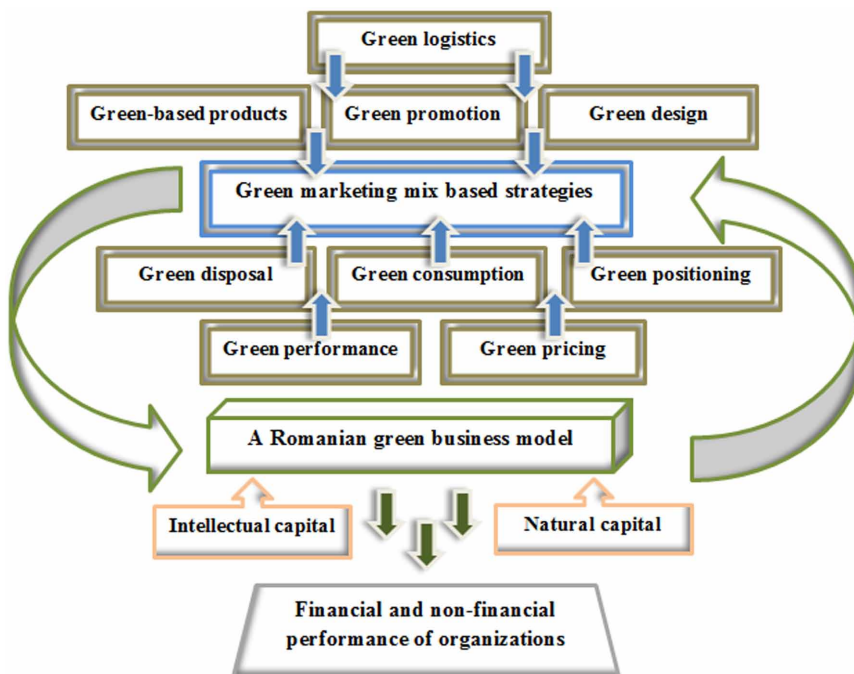 Green logistics
Green-based products
Green promotion
Green design
Green marketing mix based strategies
Green disposal
Green consumption
Green positioning
Green performance
Green pricing
A Romanian green business model
Intellectual capital
Natural capital
Financial and non-financial
performance of organizations